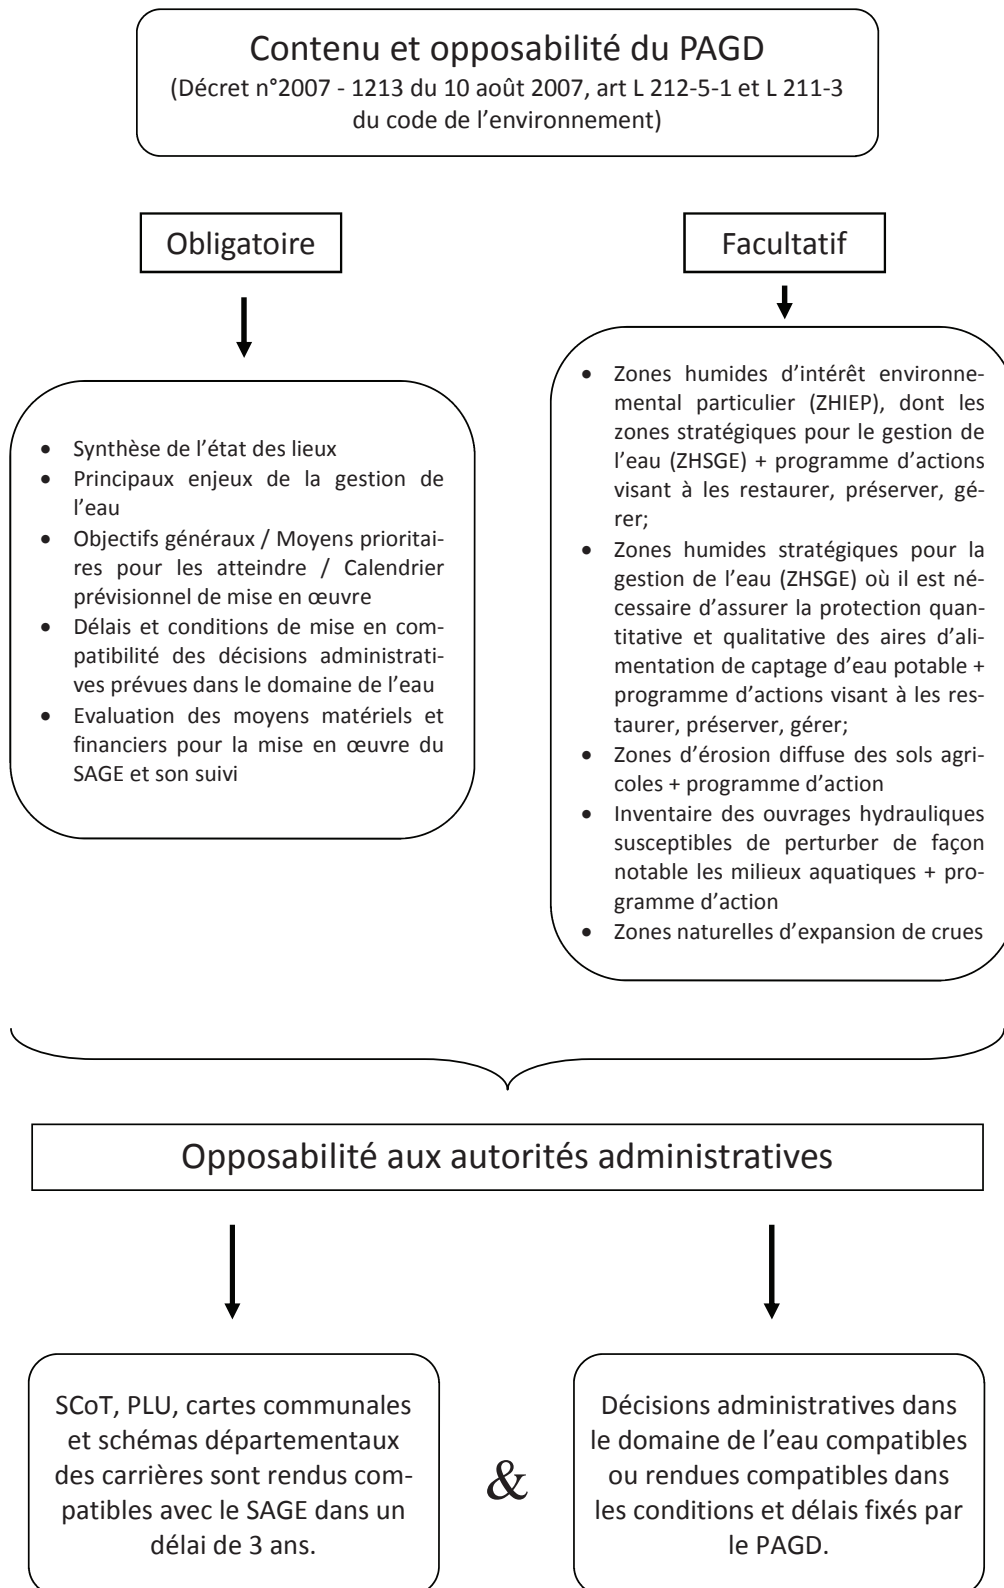 Contenu et opposabilité du PAGD
(Décret n°2007 - 1213 du 10 août 2007, art L 212-5-1 et L 211-3
du code de l’environnement)
Obligatoire
• Synthèse de l’état des lieux
• Principaux enjeux de la gestion de
l’eau
• Objectifs généraux / Moyens prioritai-
res pour les atteindre / Calendrier
prévisionnel de mise en œuvre
• Délais et conditions de mise en com-
patibilité des décisions administrati-
ves prévues dans le domaine de l’eau
• Evaluation des moyens matériels et
financiers pour la mise en œuvre du
SAGE et son suivi
Facultatif
• Zones humides d’intérêt environne-
mental particulier (ZHIEP), dont les
zones stratégiques pour le gestion de
l’eau (ZHSGE) + programme d’actions
visant à les restaurer, préserver, gé-
rer;
• Zones humides stratégiques pour la
gestion de l’eau (ZHSGE) où il est né-
cessaire d’assurer la protection quan-
titative et qualitative des aires d’ali-
mentation de captage d’eau potable +
programme d’actions visant à les res-
taurer, préserver, gérer;
• Zones d’érosion diffuse des sols agri-
coles + programme d’action
• Inventaire des ouvrages hydrauliques
susceptibles de perturber de façon
notable les milieux aquatiques + pro-
gramme d’action
• Zones naturelles d’expansion de crues
Opposabilité aux autorités administratives
SCoT, PLU, cartes communales
et schémas départementaux
des carrières sont rendus com-
patibles avec le SAGE dans un
délai de 3 ans.
&
Décisions administratives dans
le domaine de l’eau compatibles
ou rendues compatibles dans
les conditions et délais fixés par
le PAGD.